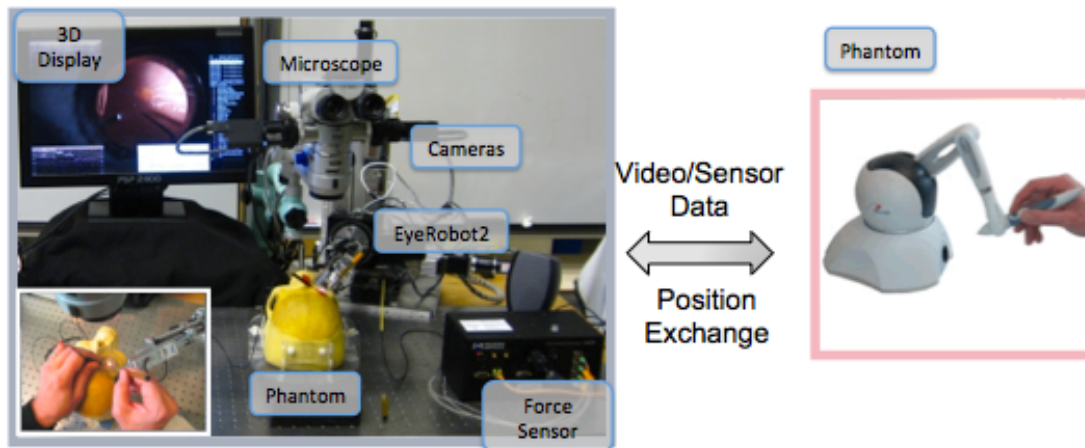 3D
Display
Microscope
Cameras
EyeRobot2
Phantom
Force
Sensor
Video/Sensor
Data
Position
Exchange
Phantom